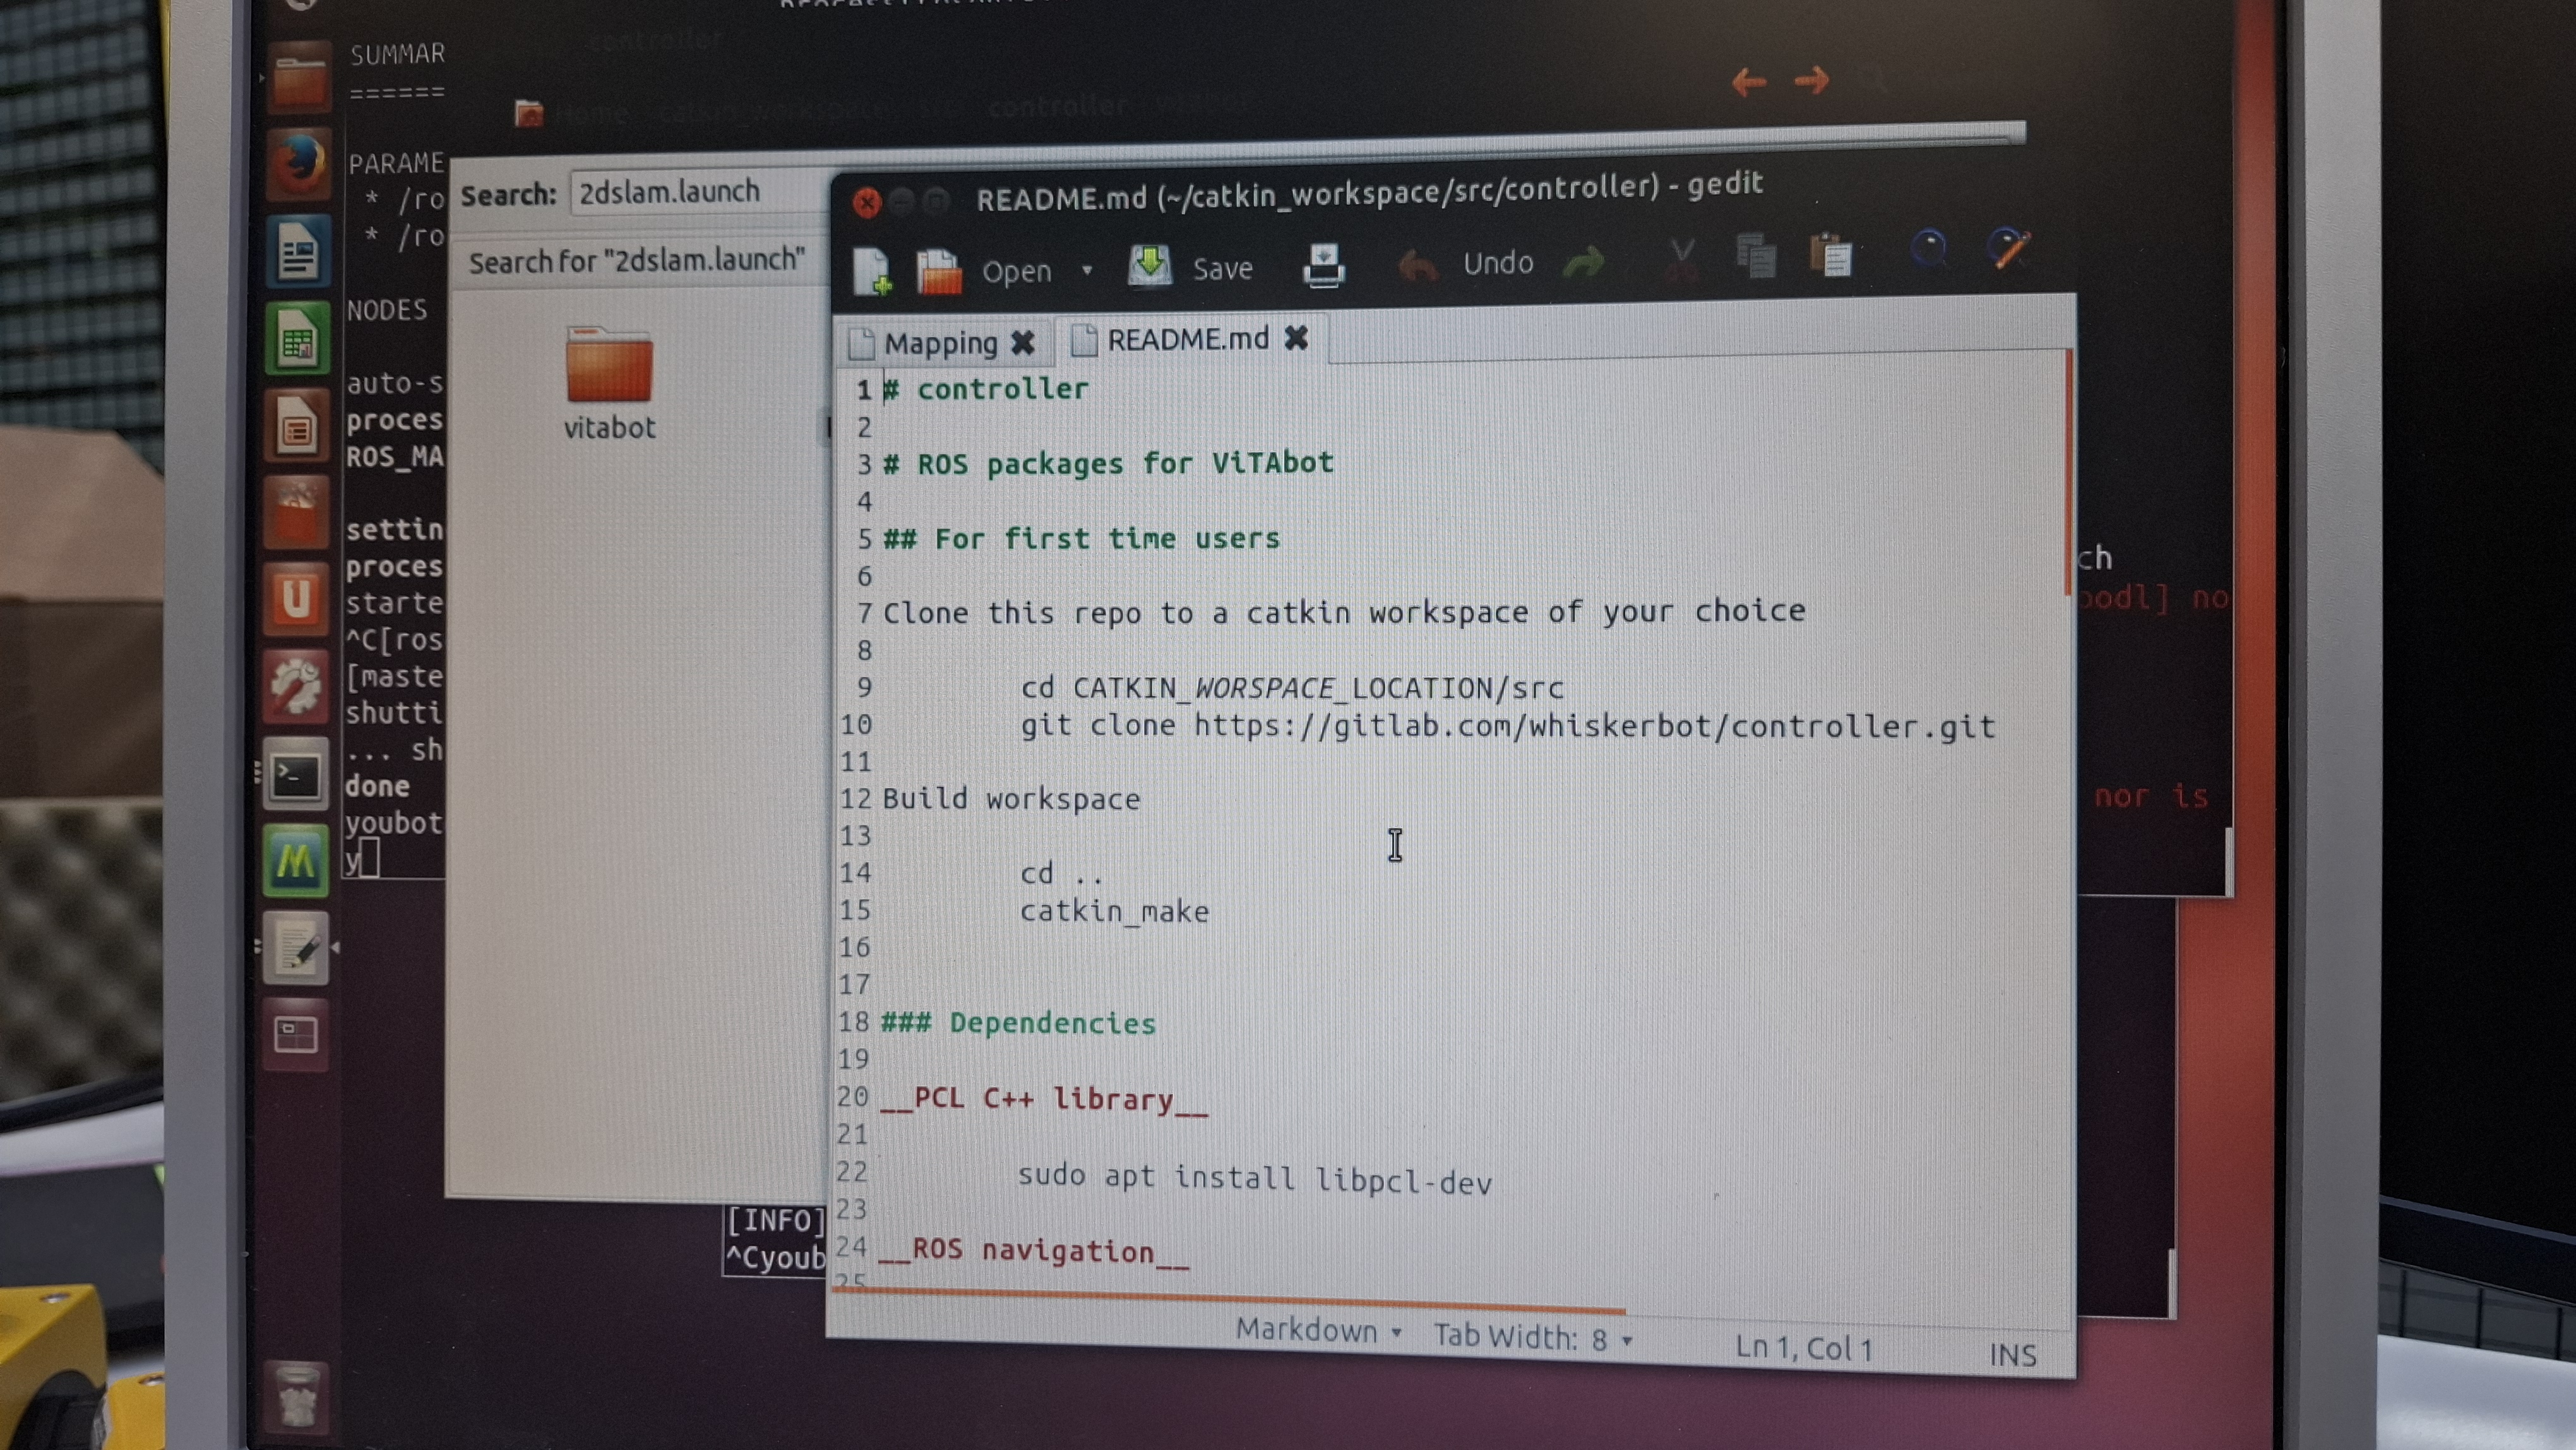 SUMMAR
======
PARAME
* /ro
* /ro
NODES
auto-s
proces
ROS_MA
settin
proces
starte
^C[ros
[maste
shutti
... sh
done
youbot
y
Search: 2dslam.launch
Search for "2dslam.launch"
vitabot
[INFO]
^Cyoub
README.md (~/catkin_workspace/src/controller) - gedit
Open Save Undo
Mapping README.md
1 # controller
2
3 # ROS packages for ViTAbot
4
5 ## For first time users
6
7 Clone this repo to a catkin workspace of your choice
8
9 cd CATKIN_WORSPACE_LOCATION/src
10 git clone https://gitlab.com/whiskerbot/controller.git
11
12 Build workspace
13
14 cd ..
15 catkin_make
16
17
18 ### Dependencies
19
20 __PCL C++ library__
21
22 sudo apt install libpcl-dev
23
24 __ROS navigation__
25
Markdown Tab Width: 8 Ln 1, Col 1 INS
ch
] no
nor is